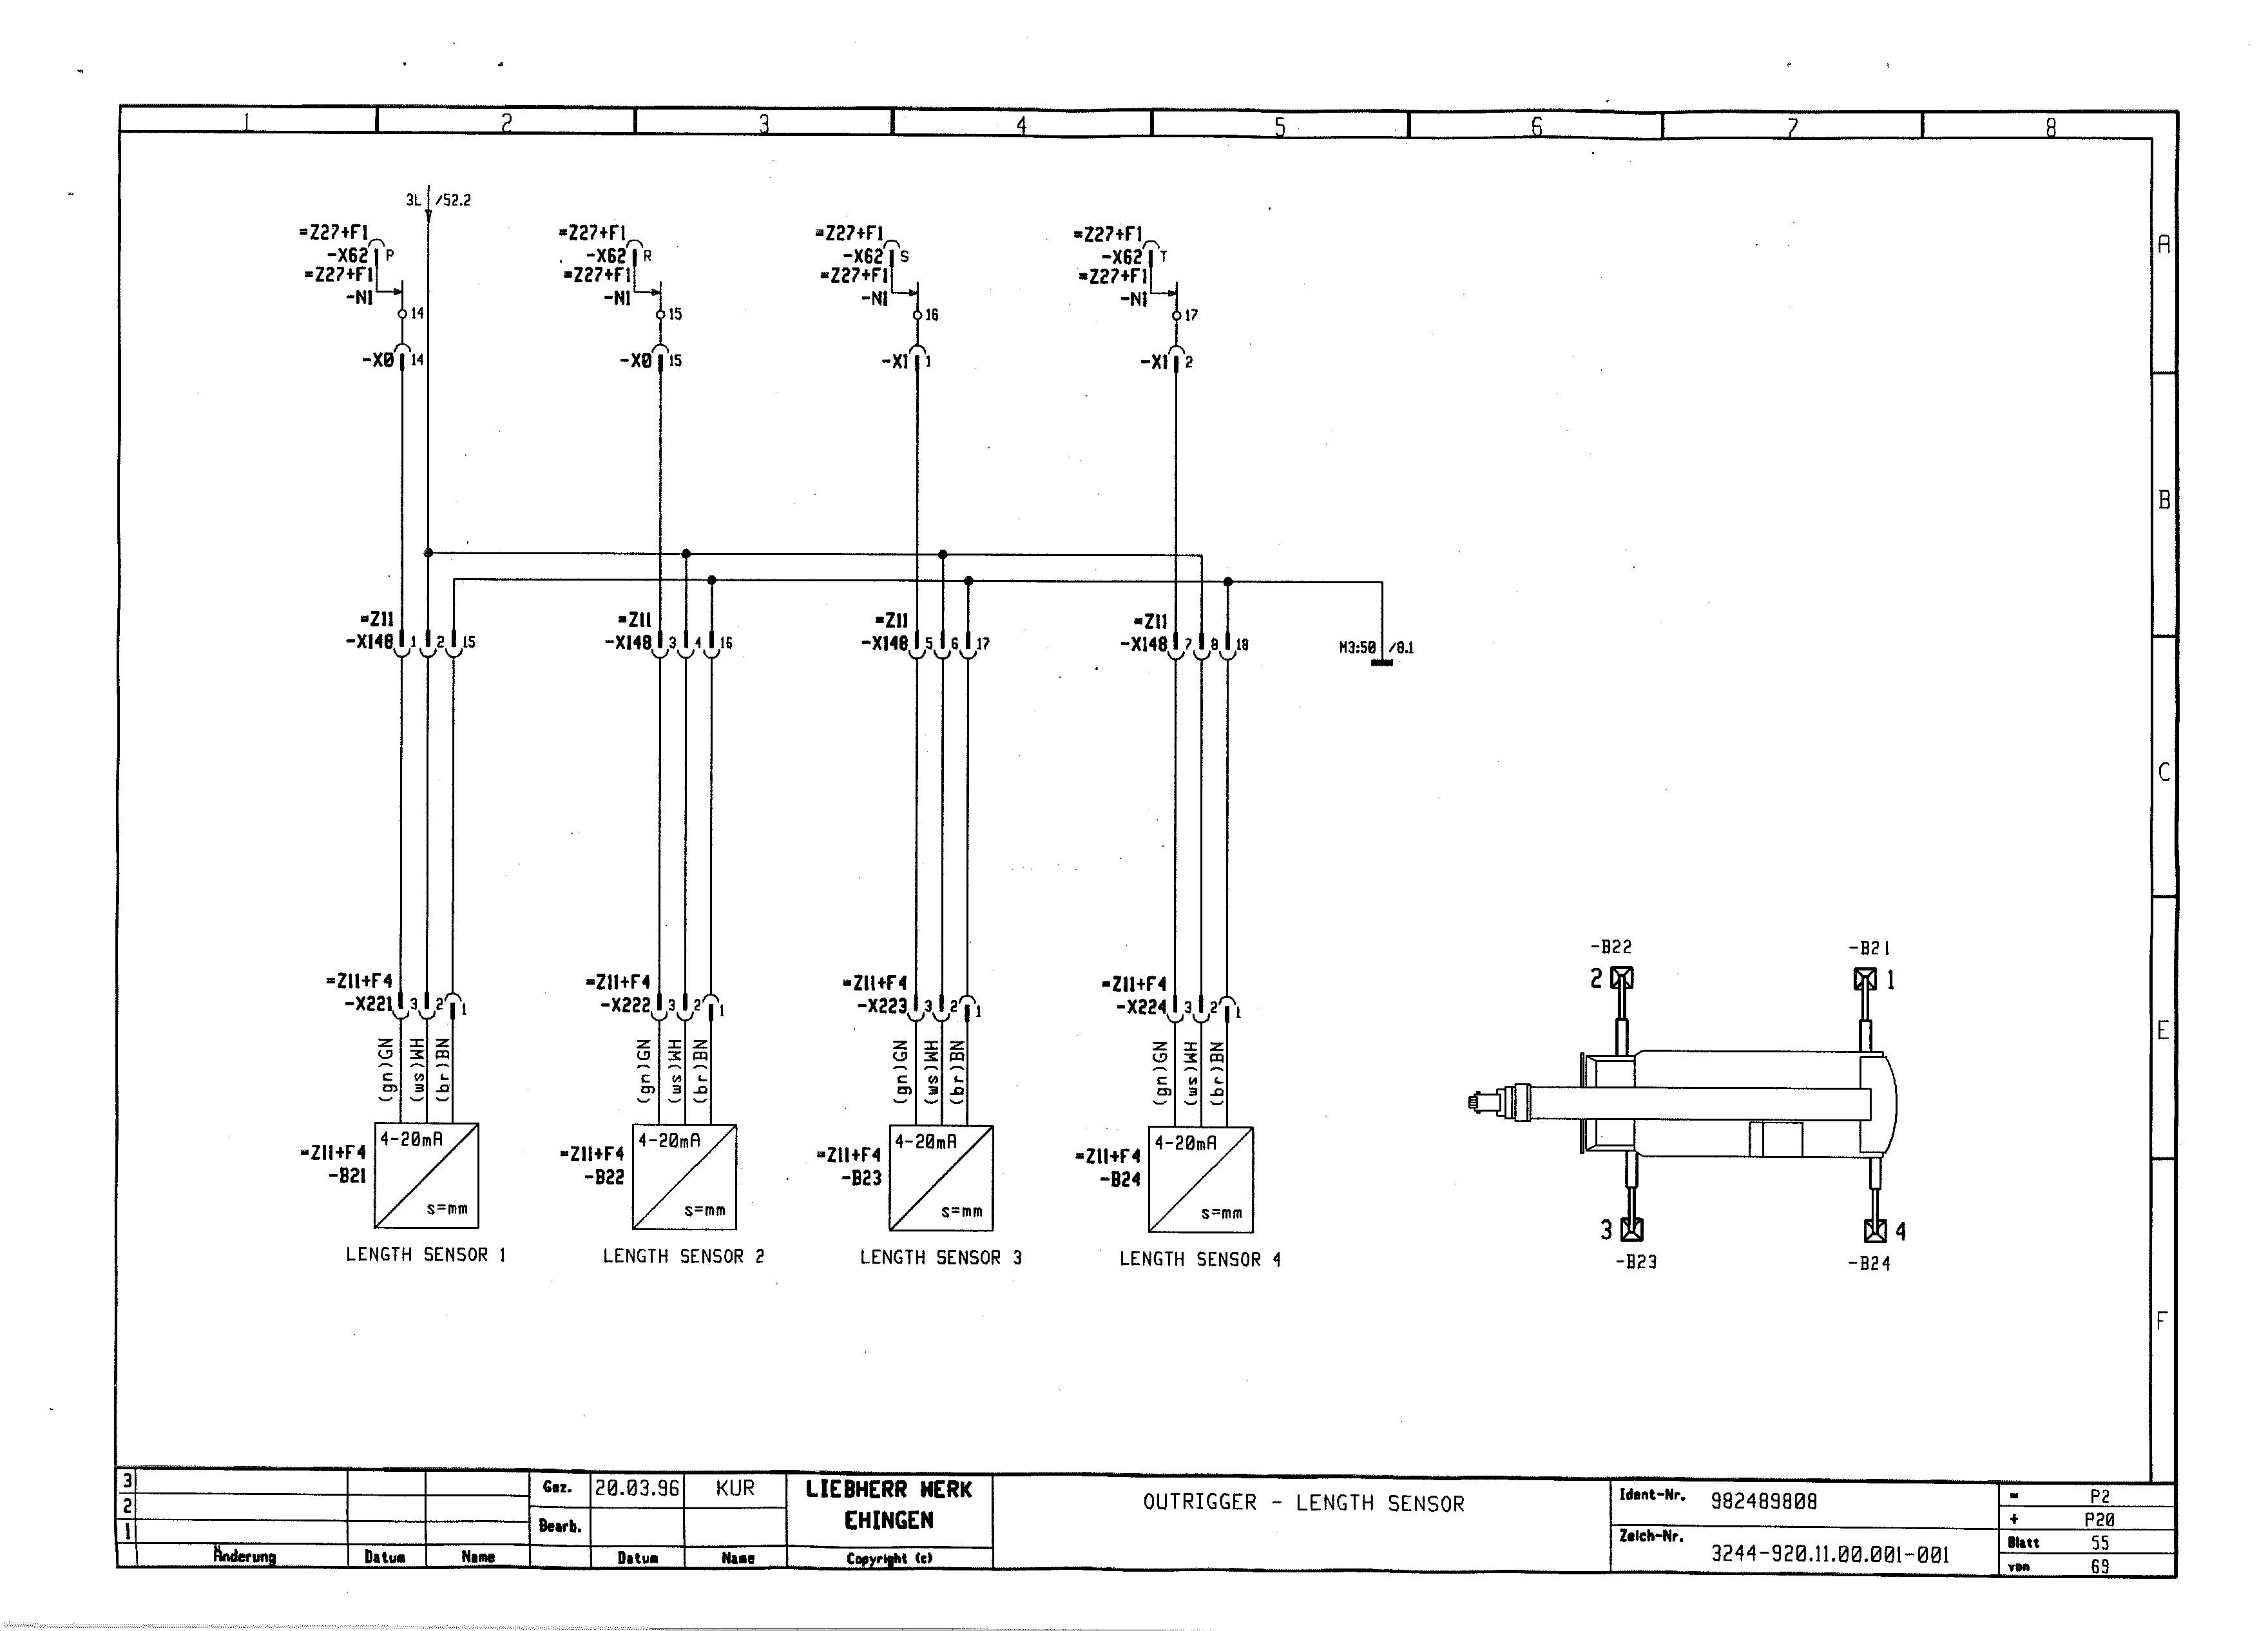 1 2 3 4 5 6 7 8
3L /52.2
=Z27+F1
-X62 P
=Z27+F1
-N1
14
-X0 14
=Z27+F1
-X62 R
=Z27+F1
-N1
15
-X0 15
=Z27+F1
-X62 S
=Z27+F1
-N1
16
-X1 1
=Z27+F1
-X62 T
=Z27+F1
-N1
17
-X1 2
A
B
C
E
F
=Z11
-X148 1 2 15
=Z11
-X148 3 4 16
=Z11
-X148 5 6 17
=Z11
-X148 7 8 18
M3:50 /8.1
=Z11+F4
-X221 3 2 1
=Z11+F4
-X222 3 2 1
=Z11+F4
-X223 3 2 1
=Z11+F4
-X224 3 2 1
(gn)GN (ws)WH (br)BN
(gn)GN (ws)WH (br)BN
(gn)GN (ws)WH (br)BN
(gn)GN (ws)WH (br)BN
=Z11+F4
-B21
4-20mA
s=mm
LENGTH SENSOR 1
=Z11+F4
-B22
4-20mA
s=mm
LENGTH SENSOR 2
=Z11+F4
-B23
4-20mA
s=mm
LENGTH SENSOR 3
=Z11+F4
-B24
4-20mA
s=mm
LENGTH SENSOR 4
-B22 -B21
2 1
3 4
-B23 -B24
3
2
1
Änderung Datum Name
Gez. 20.03.96 KUR
Bearb.
Datum Name
LIEBHERR WERK
EHINGEN
Copyright (c)
OUTRIGGER - LENGTH SENSOR
Ident-Nr. 982489808
Zeich-Nr. 3244-920.11.00.001-001
= P2
+ P20
Blatt 55
von 69